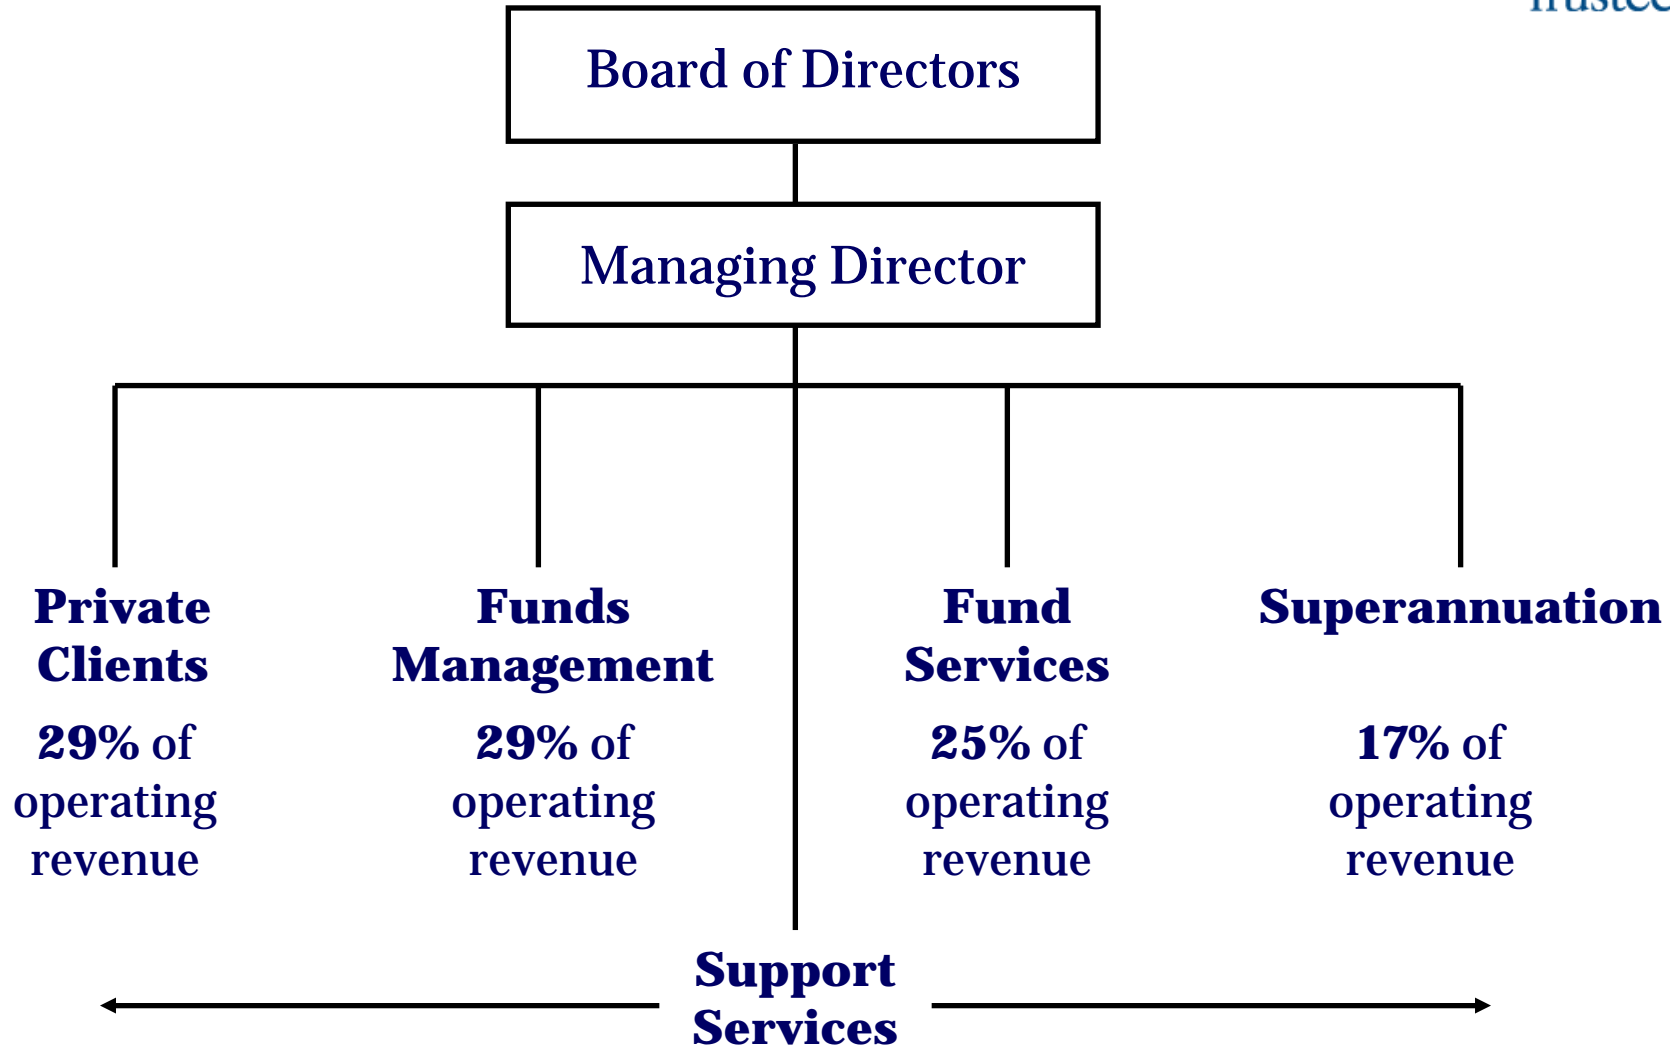 Board of Directors
Managing Director
Private
Clients
29% of
operating
revenue
Funds
Management
29% of
operating
revenue
Fund
Services
25% of
operating
revenue
Superannuation
17% of
operating
revenue
Support
Services